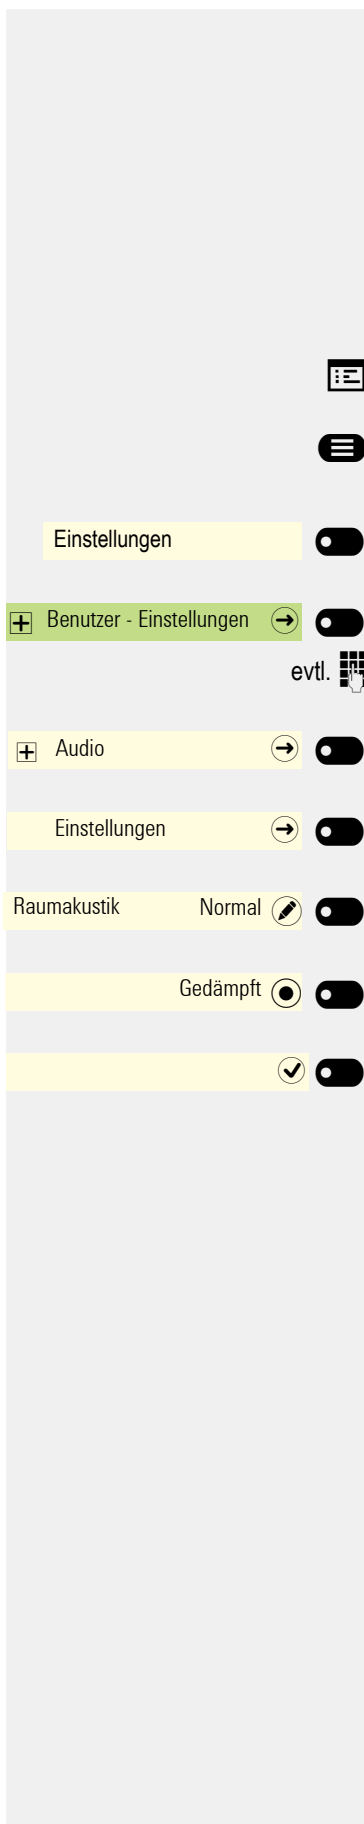 Einstellungen
Benutzer - Einstellungen
evtl.
Audio
Einstellungen
Raumakustik Normal
Gedämpft